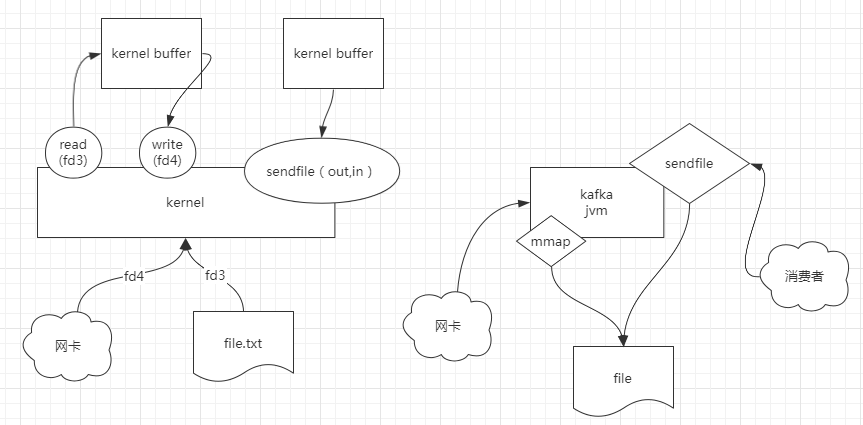 kernel buffer
kernel buffer
read
(fd3)
write
(fd4)
sendfile（out,in）
kernel
fd4
fd3
网卡
file.txt
sendfile
kafka
jvm
mmap
消费者
网卡
file